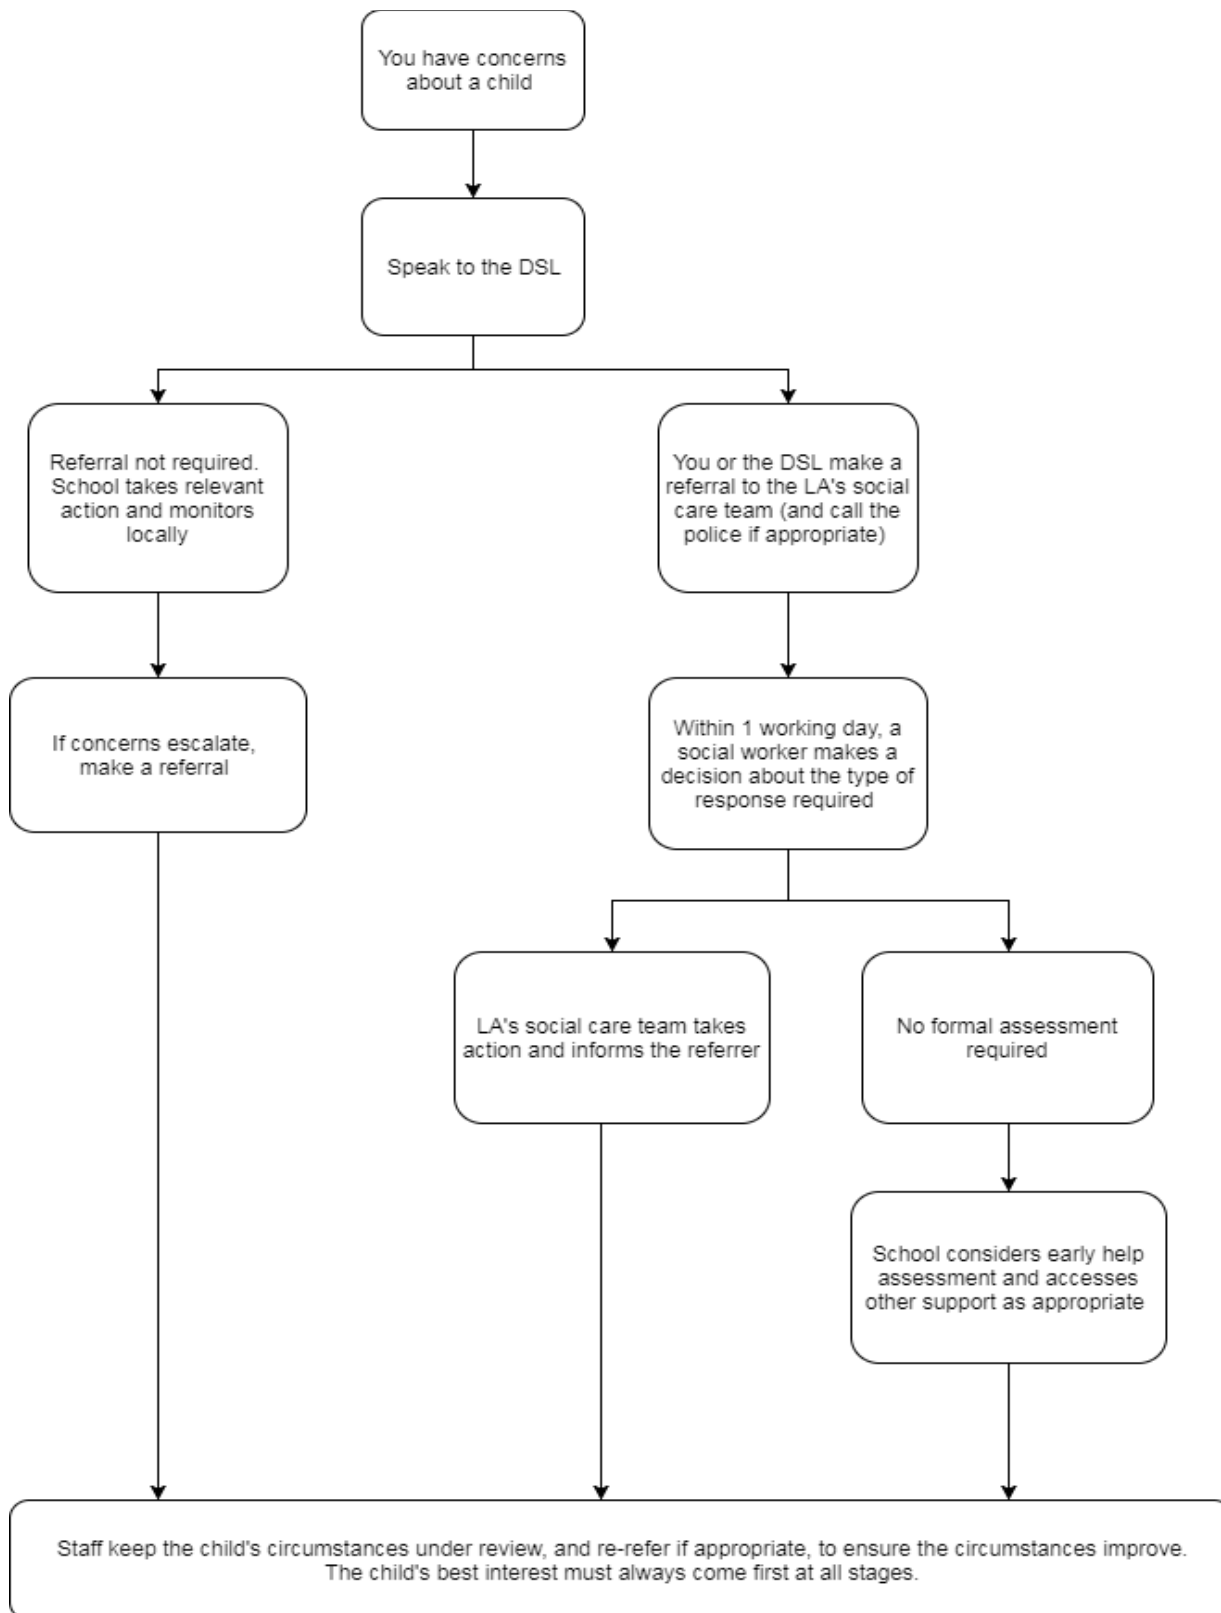 You have concerns
about a child
Speak to the DSL
Referral not required.
School takes relevant
action and monitors
locally
You or the DSL make a
referral to the LA's social
care team (and call the
police if appropriate)
If concerns escalate,
make a referral
Within 1 working day, a
social worker makes a
decision about the type of
response required
LA's social care team takes
action and informs the referrer
No formal assessment
required
School considers early help
assessment and accesses
other support as appropriate
Staff keep the child's circumstances under review, and re-refer if appropriate, to ensure the circumstances improve.
The child's best interest must always come first at all stages.